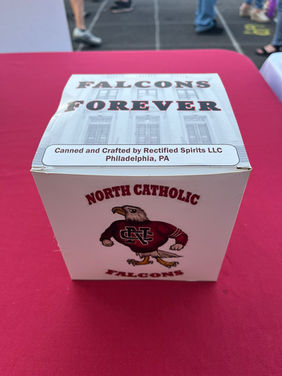 FALCONS
FOREVER
Canned and Crafted by Rectified Spirits LLC
Philadelphia, PA
NORTH CATHOLIC
NC
FALCONS